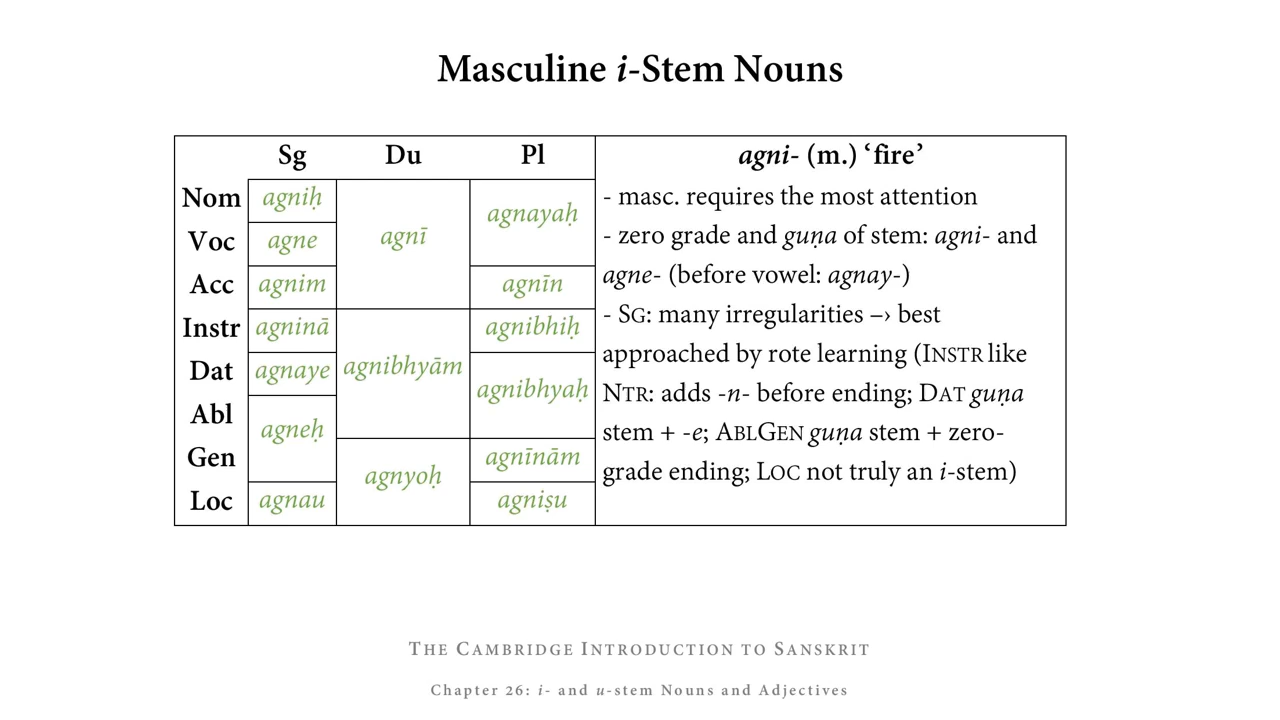 Masculine i-Stem Nouns
Sg Du Pl
agni- (m.) ‘fire’
Nom agniḥ agnī agnayaḥ
Voc agne
Acc agnim agnīn
Instr agninā agnibhyām agnibhiḥ
Dat agnaye agnibhyaḥ
Abl agneḥ
Gen agnyoḥ agnīnām
Loc agnau agniṣu
- masc. requires the most attention
- zero grade and guṇa of stem: agni- and
agne- (before vowel: agnay-)
- SG: many irregularities –› best
approached by rote learning (INSTR like
NTR: adds -n- before ending; DAT guṇa
stem + -e; ABLGEN guṇa stem + zero-
grade ending; LOC not truly an i-stem)
THE CAMBRIDGE INTRODUCTION TO SANSKRIT
Chapter 26: i- and u-stem Nouns and Adjectives